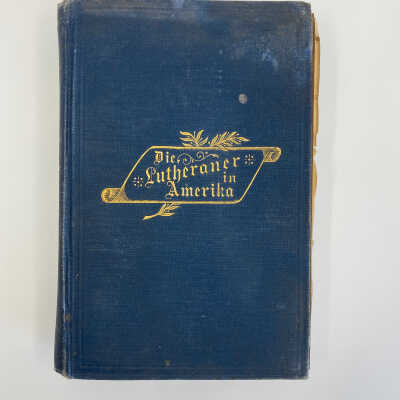 Die
Lutheraner
in
Amerika